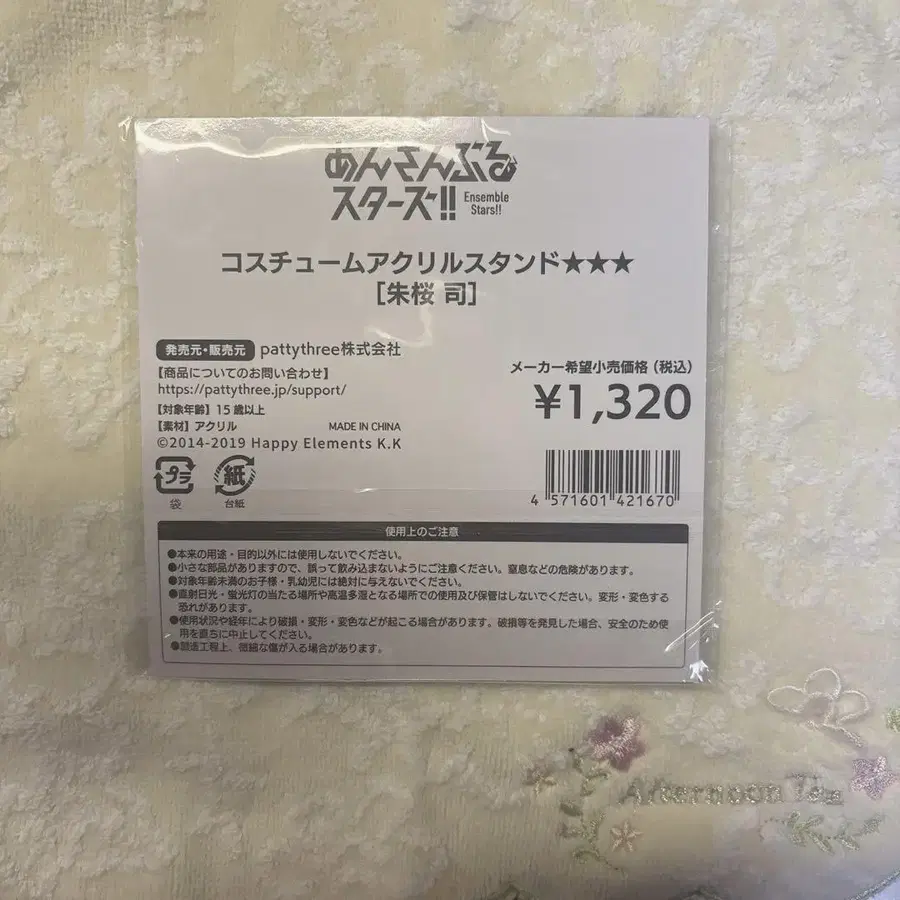 あんさんぶる
スターズ!!
Ensemble
Stars!!
コスチュームアクリルスタンド★★★
[朱桜 司]
発売元・販売元 pattythree株式会社
【商品についてのお問い合わせ】
https://pattythree.jp/support/
【対象年齢】15歳以上
【素材】アクリル MADE IN CHINA
©2014-2019 Happy Elements K.K
メーカー希望小売価格(税込)
¥1,320
4 571601 421670
プラ
袋
紙
台紙
使用上のご注意
●本来の用途・目的以外には使用しないでください。
●小さな部品がありますので、誤って飲み込まないようにご注意ください。窒息などの危険があります。
●対象年齢未満のお子様・乳幼児には絶対に与えないでください。
●直射日光・蛍光灯の当たる場所や高温多湿となる場所での使用及び保管はしないでください。変形・変色する
恐れがあります。
●使用状況や経年により破損・変形・変色などが起こる場合があります。破損等を発見した場合、安全のため使
用を直ちに中止してください。
●製造工程上、微細な傷が入る場合があります。
Afternoon Tea